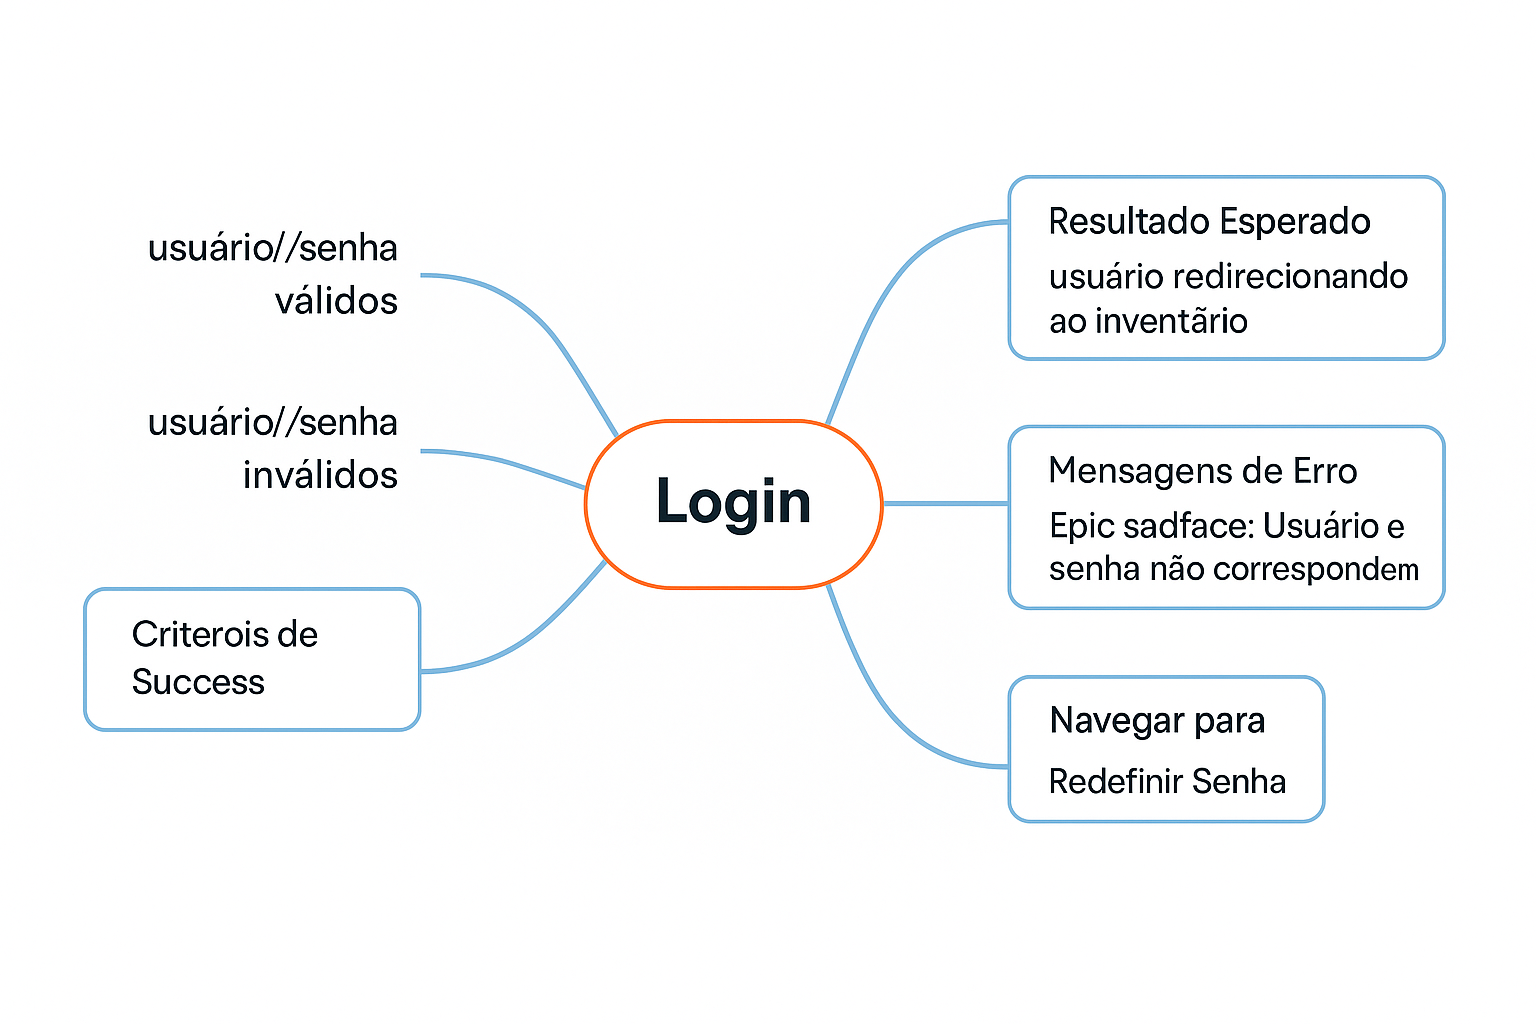 usuário//senha
válidos
usuário//senha
inválidos
Criterois de
Success
Login
Resultado Esperado
usuário redirecionando
ao inventãrio
Mensagens de Erro
Epic sadface: Usuário e
senha não correspondem
Navegar para
Redefinir Senha